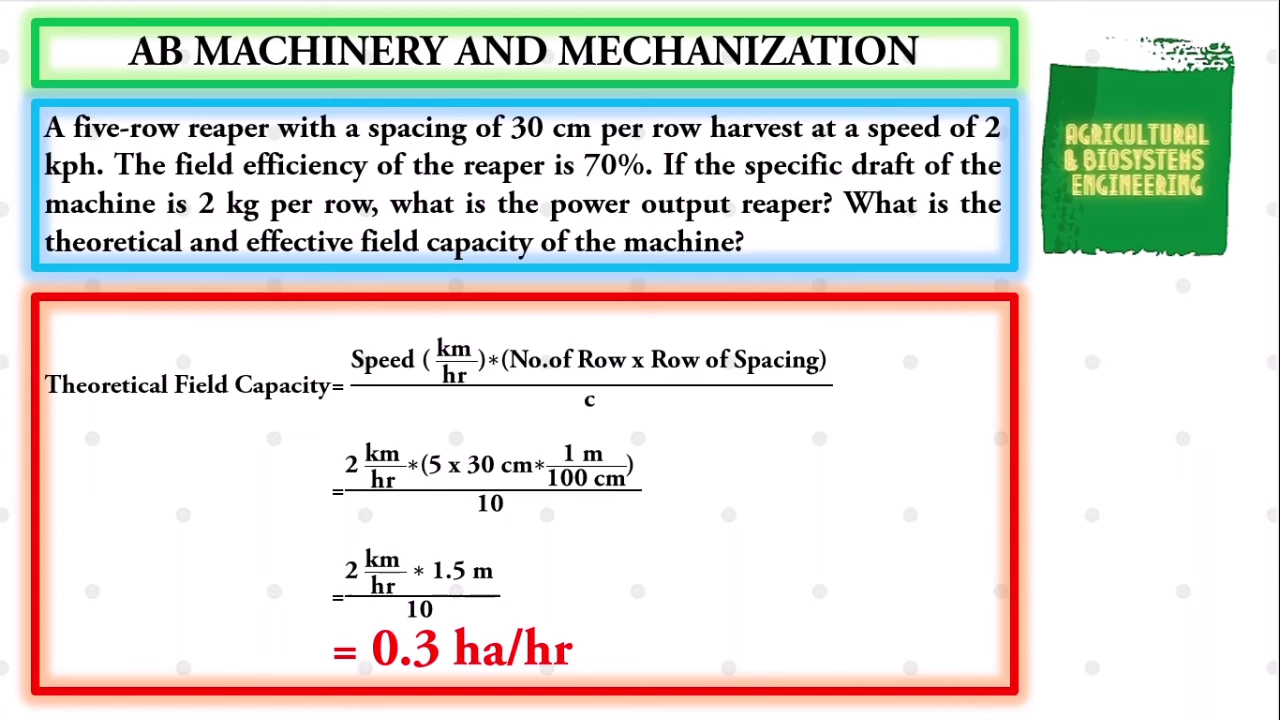 AB MACHINERY AND MECHANIZATION
A five-row reaper with a spacing of 30 cm per row harvest at a speed of 2
kph. The field efficiency of the reaper is 70%. If the specific draft of the
machine is 2 kg per row, what is the power output reaper? What is the
theoretical and effective field capacity of the machine?
AGRICULTURAL
& BIOSYSTEMS
ENGINEERING
Theoretical Field Capacity= Speed (km/hr)*(No.of Row x Row of Spacing)/c
=2 km/hr*(5 x 30 cm*1 m/100 cm)/10
=2 km/hr * 1.5 m/10
= 0.3 ha/hr